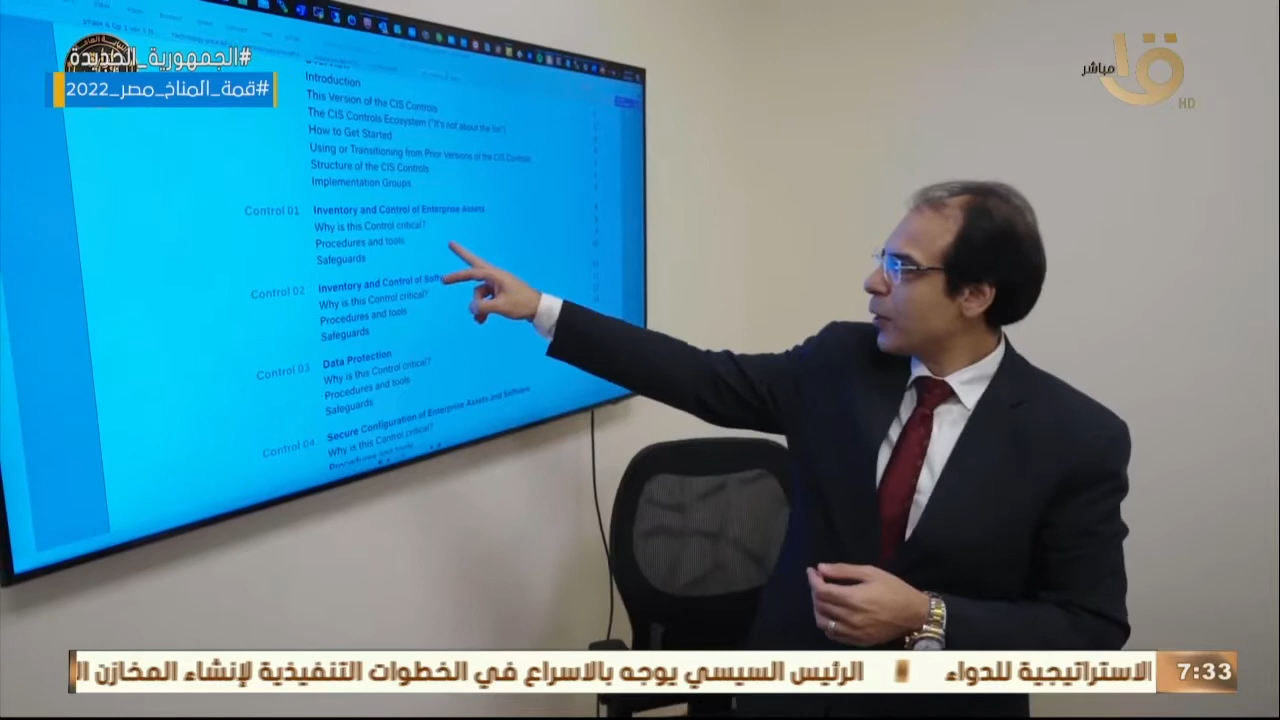 #الجمهورية_الجديدة
#قمة_المناخ_مصر_2022
مباشر
HD
Introduction
This Version of the CIS Controls
The CIS Controls Ecosystem ("It's not about the list")
How to Get Started
Using or Transitioning from Prior Versions of the CIS Controls
Structure of the CIS Controls
Implementation Groups
Control 01 Inventory and Control of Enterprise Assets
Why is this Control critical?
Procedures and tools
Safeguards
Control 02 Inventory and Control of
Why is this Control critical?
Procedures and tools
Safeguards
Control 03 Data Protection
Why is this Control critical?
Procedures and tools
Safeguards
Control 04 Secure Configuration of Enterprise Assets and Software
Why is this Control critical?
Procedures and tools
7:33 الاستراتيجية للدواء الرئيس السيسي يوجه بالاسراع في الخطوات التنفيذية لإنشاء المخازن ال